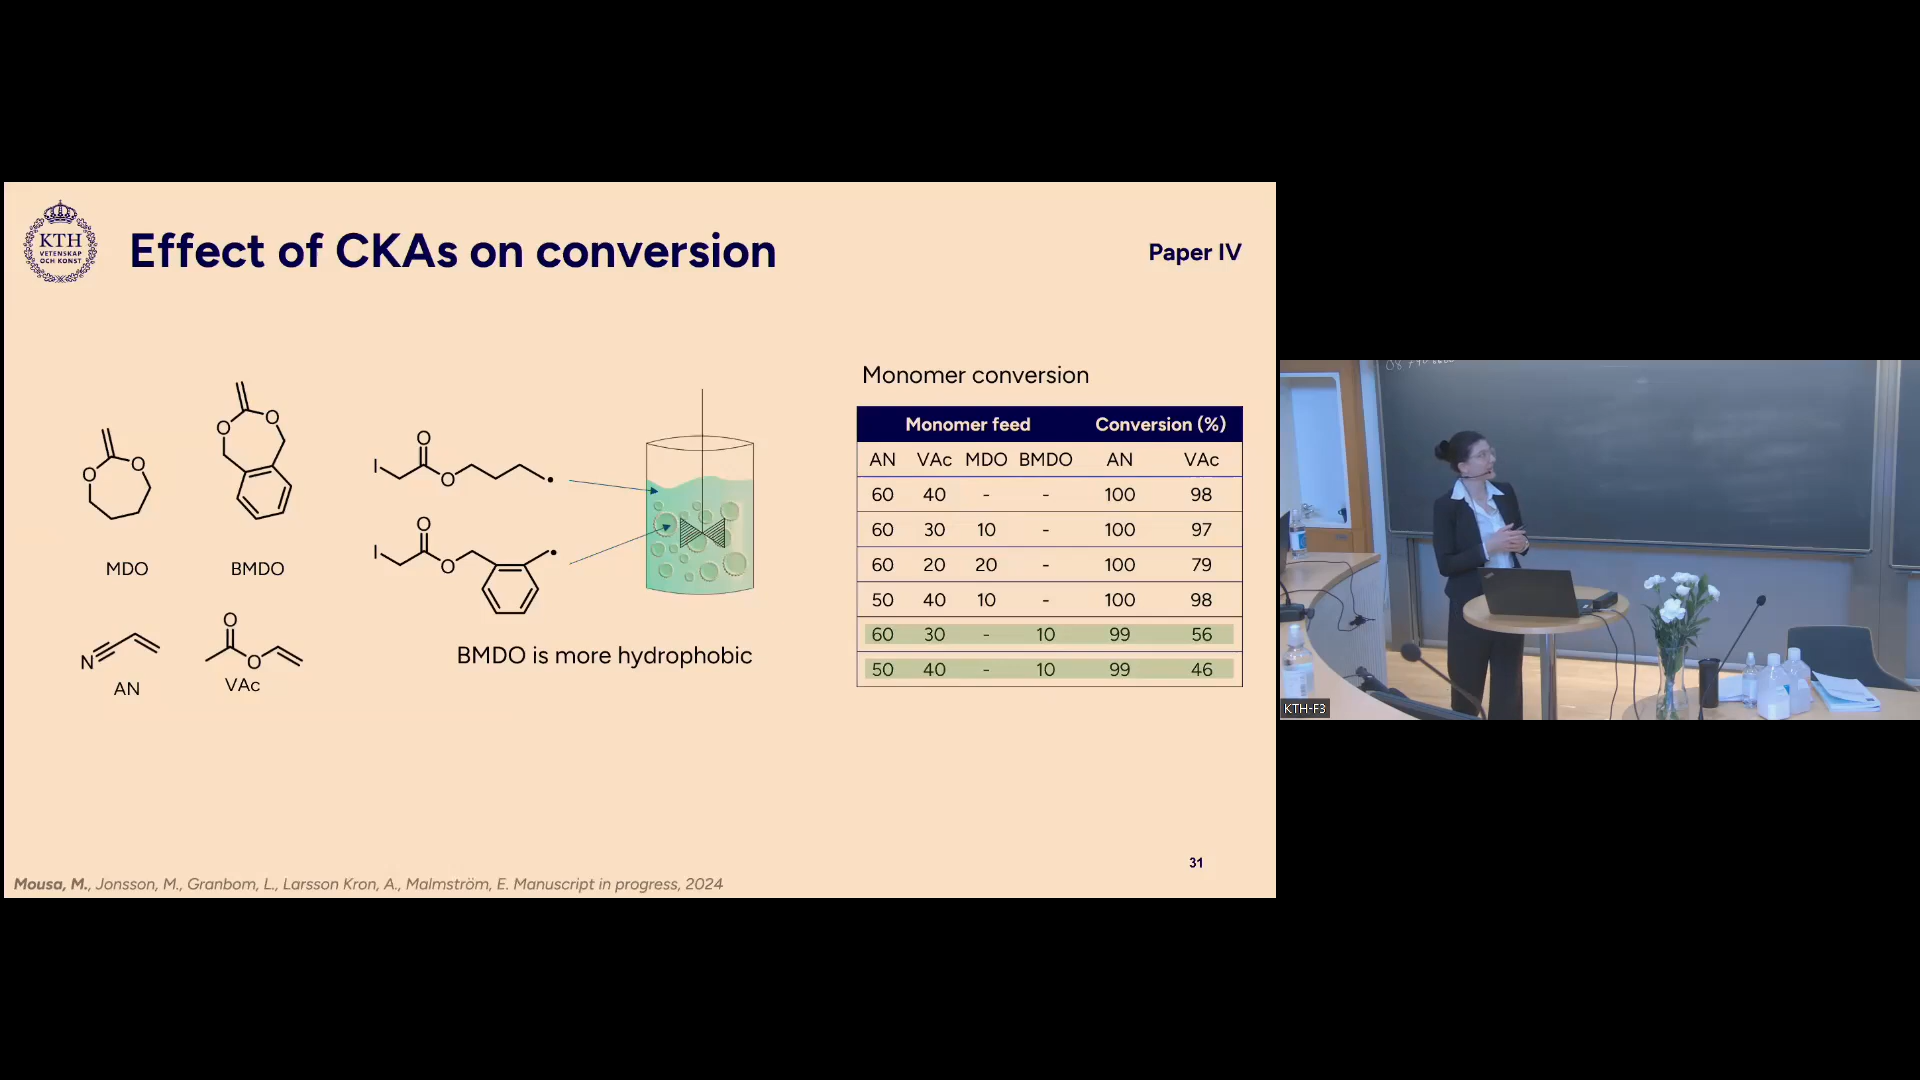 KTH
VETENSKAP
OCH KONST
Effect of CKAs on conversion
Paper IV
O O
MDO
O O
BMDO
N
AN
O
O
VAc
I O O
I O O
BMDO is more hydrophobic
Monomer conversion
Monomer feed Conversion (%)
AN VAc MDO BMDO AN VAc
60 40 - - 100 98
60 30 10 - 100 97
60 20 20 - 100 79
50 40 10 - 100 98
60 30 - 10 99 56
50 40 - 10 99 46
31
Mousa, M., Jonsson, M., Granbom, L., Larsson Kron, A., Malmström, E. Manuscript in progress, 2024
KTH-F3